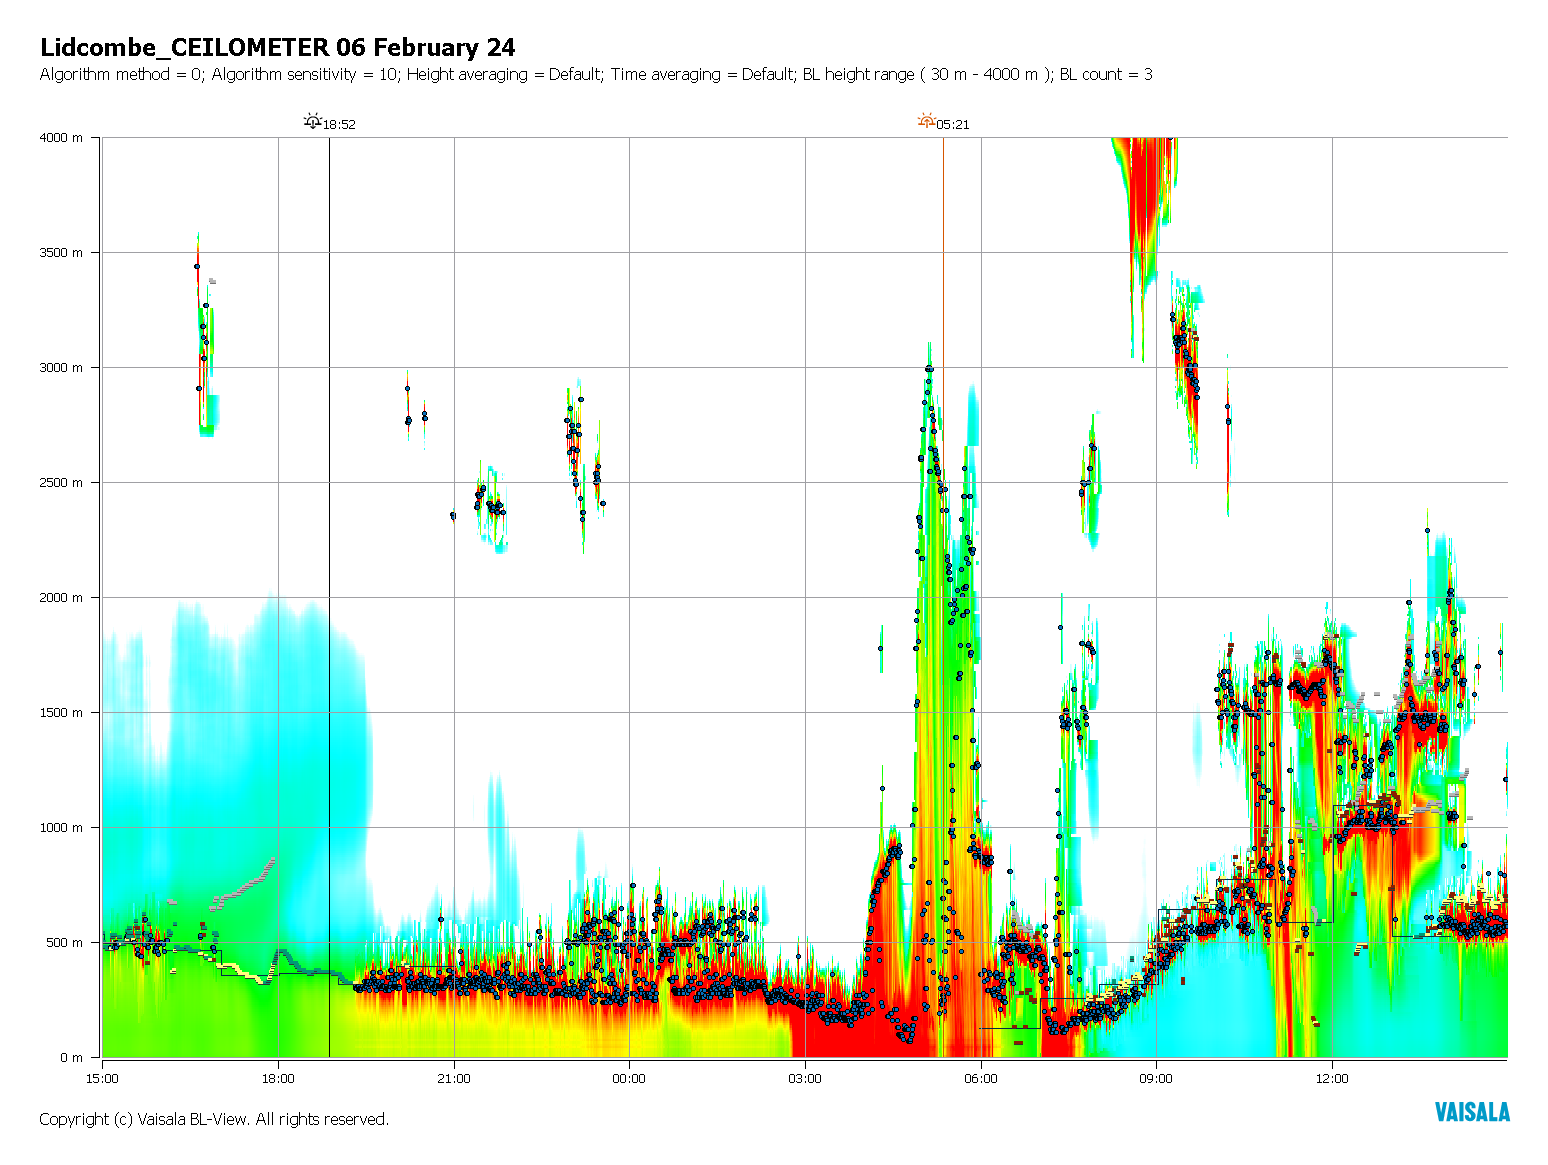 Lidcombe_CEILOMETER 06 February 24
Algorithm method = 0; Algorithm sensitivity = 10; Height averaging = Default; Time averaging = Default; BL height range ( 30 m - 4000 m ); BL count = 3
18:52
05:21
4000 m
3500 m
3000 m
2500 m
2000 m
1500 m
1000 m
500 m
0 m
15:00
18:00
21:00
00:00
03:00
06:00
09:00
12:00
Copyright (c) Vaisala BL-View. All rights reserved.
VAISALA